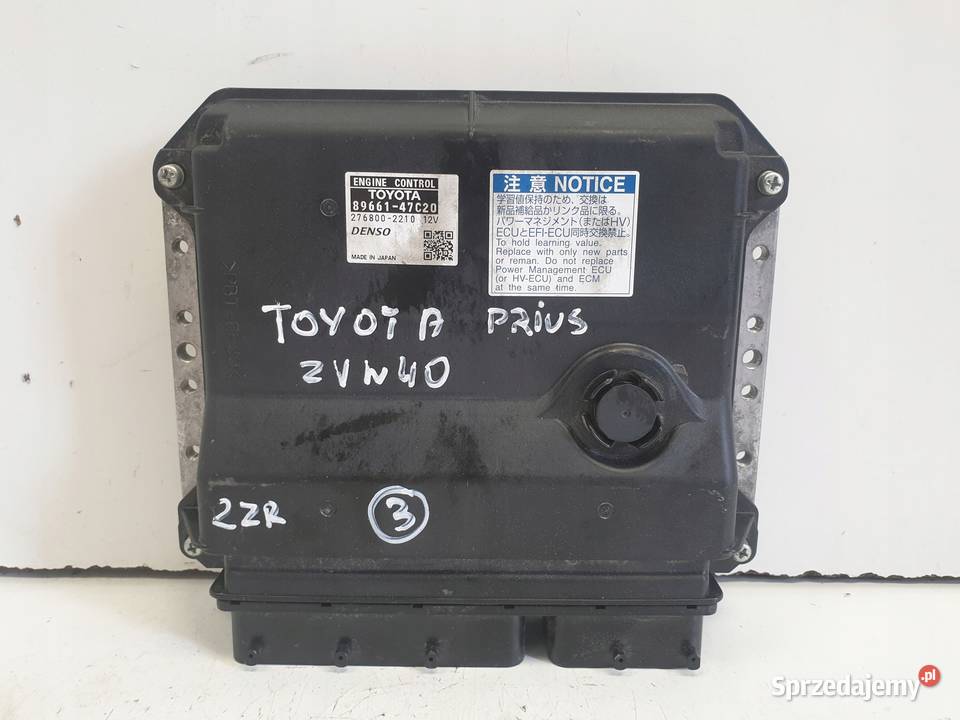 ENGINE CONTROL
TOYOTA
89661-47C20
276800-2210 12V
DENSO
MADE IN JAPAN
注意 NOTICE
学習値保持のため、交換は
新品補給品かリンク品に限る。
パワーマネジメント(またはHV)
ECUとEFI-ECU同時交換禁止。
To hold learning value.
Replace with only new parts
or reman. Do not replace
Power Management ECU
(or HV-ECU) and ECM
at the same time.
TOYOTA PRIUS
ZVW40
2ZR
3
Sprzedajemy.pl